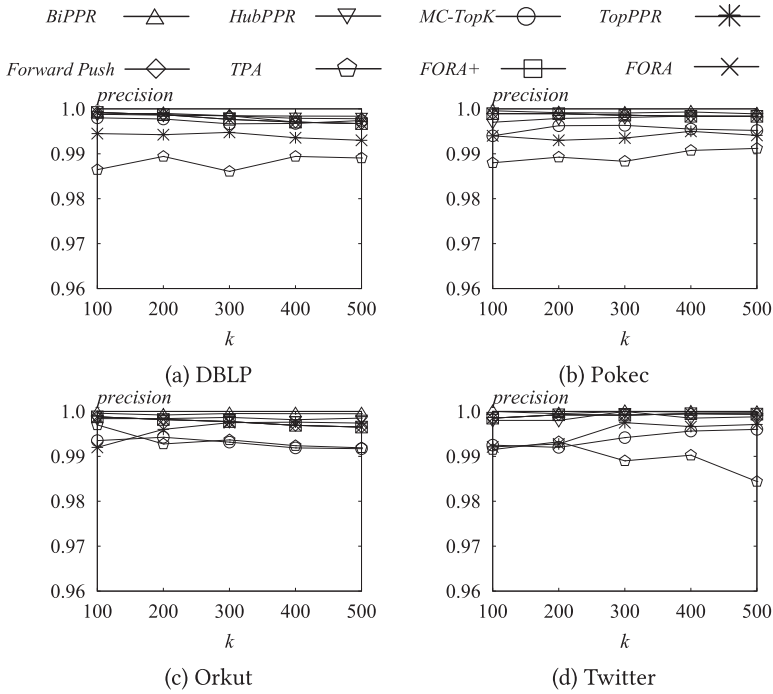 BiPPR HubPPR MC-TopK TopPPR
Forward Push TPA FORA+ FORA
precision
1.0
0.99
0.98
0.97
0.96
100 200 300 400 500
k
(a) DBLP
precision
1.0
0.99
0.98
0.97
0.96
100 200 300 400 500
k
(b) Pokec
precision
1.0
0.99
0.98
0.97
0.96
100 200 300 400 500
k
(c) Orkut
precision
1.0
0.99
0.98
0.97
0.96
100 200 300 400 500
k
(d) Twitter